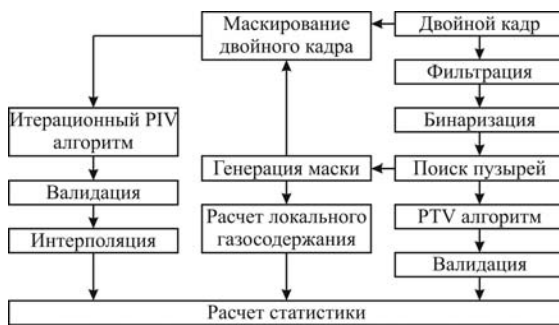 Маскирование
двойного кадра
Двойной кадр
Фильтрация
Итерационный PIV
алгоритм
Бинаризация
Генерация маски
Поиск пузырей
Валидация
Расчет локального
газосодержания
PTV алгоритм
Интерполяция
Валидация
Расчет статистики